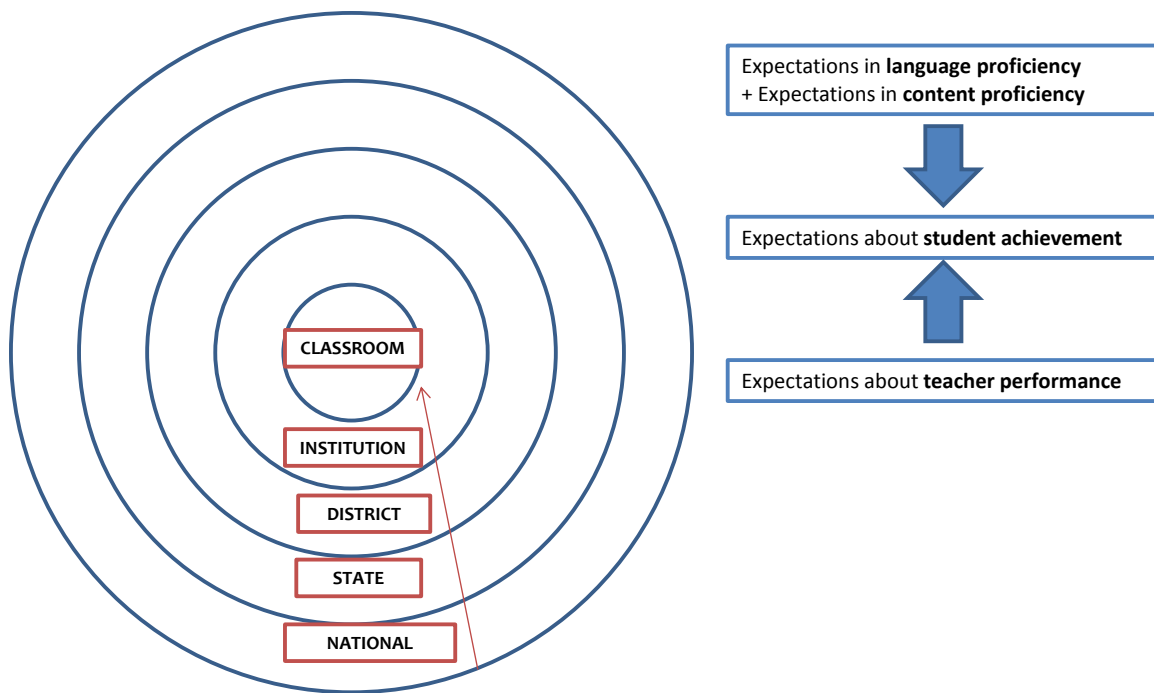 CLASSROOM
INSTITUTION
DISTRICT
STATE
NATIONAL
Expectations in language proficiency
+ Expectations in content proficiency
Expectations about student achievement
Expectations about teacher performance